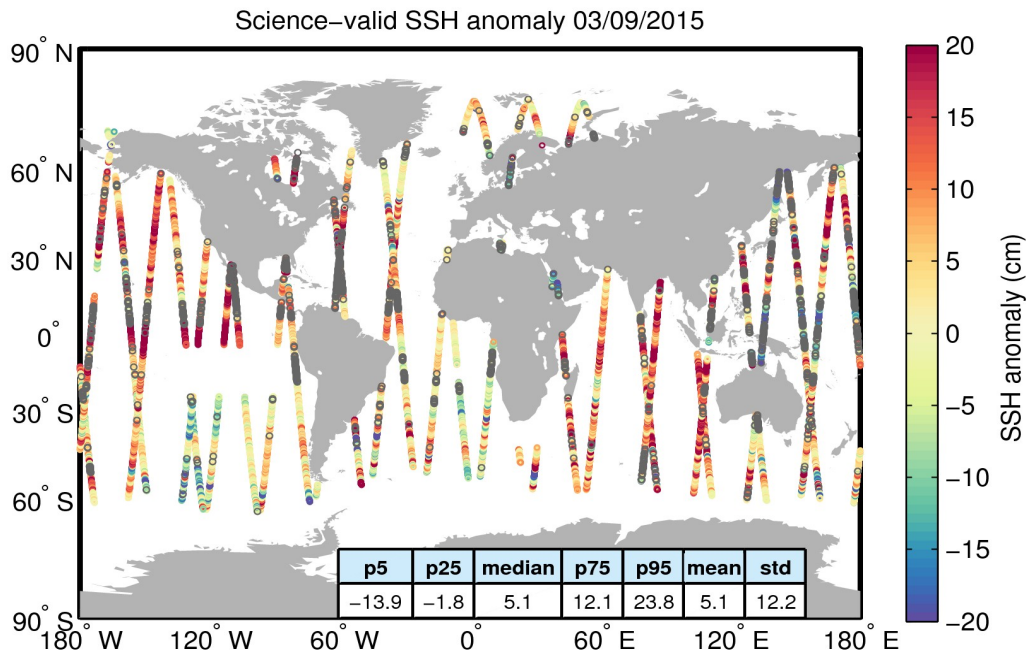 Science−valid SSH anomaly 03/09/2015
90° N
60° N
30° N
0°
30° S
60° S
90° S
180° W
120° W
60° W
0°
60° E
120° E
180° E
p5 p25 median p75 p95 mean std
−13.9 −1.8 5.1 12.1 23.8 5.1 12.2
20
15
10
5
0
−5
−10
−15
−20
SSH anomaly (cm)